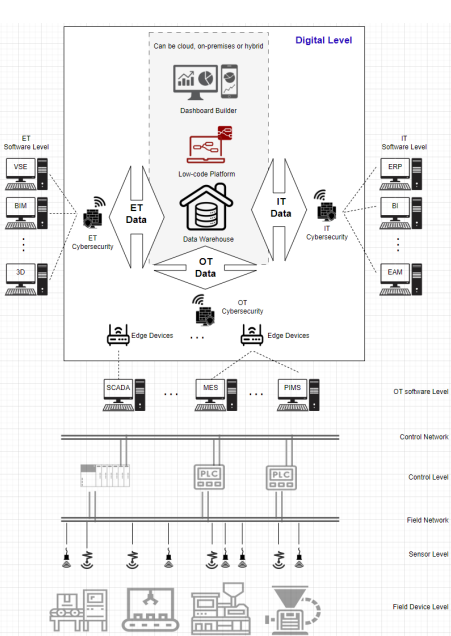 Can be cloud, on-premises or hybrid
Digital Level
Dashboard Builder
ET
Software Level
IT
Software Level
VSE
Low-code Platform
ERP
BIM
ET
Data
IT
Data
BI
ET
Cybersecurity
Data Warehouse
IT
Cybersecurity
3D
OT
Data
EAM
OT
Cybersecurity
Edge Devices
Edge Devices
SCADA
MES
PIMS
OT software Level
Control Network
PLC
PLC
Control Level
Field Network
Sensor Level
Field Device Level